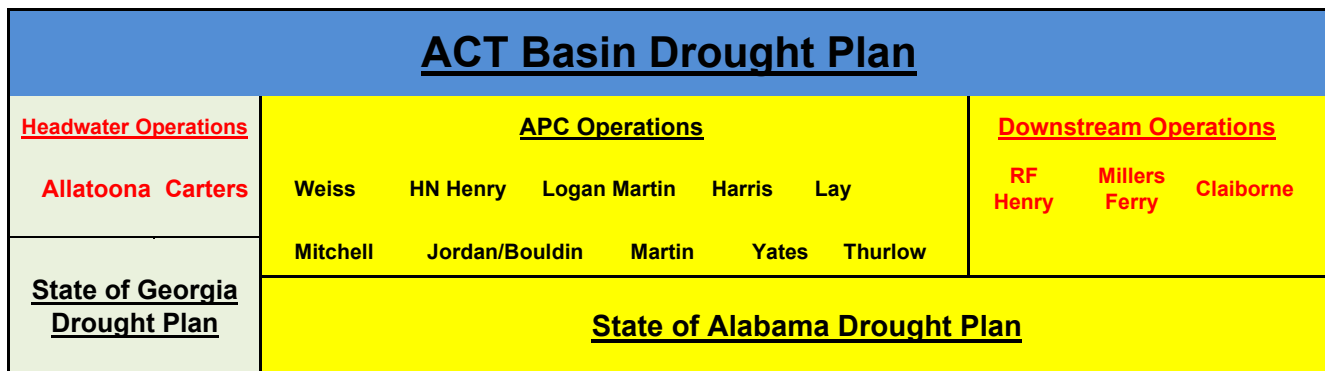 ACT Basin Drought Plan
Headwater Operations
Allatoona Carters
State of Georgia
Drought Plan
APC Operations
Weiss HN Henry Logan Martin Harris Lay
Mitchell Jordan/Bouldin Martin Yates Thurlow
Downstream Operations
RF
Henry
Millers
Ferry
Claiborne
State of Alabama Drought Plan